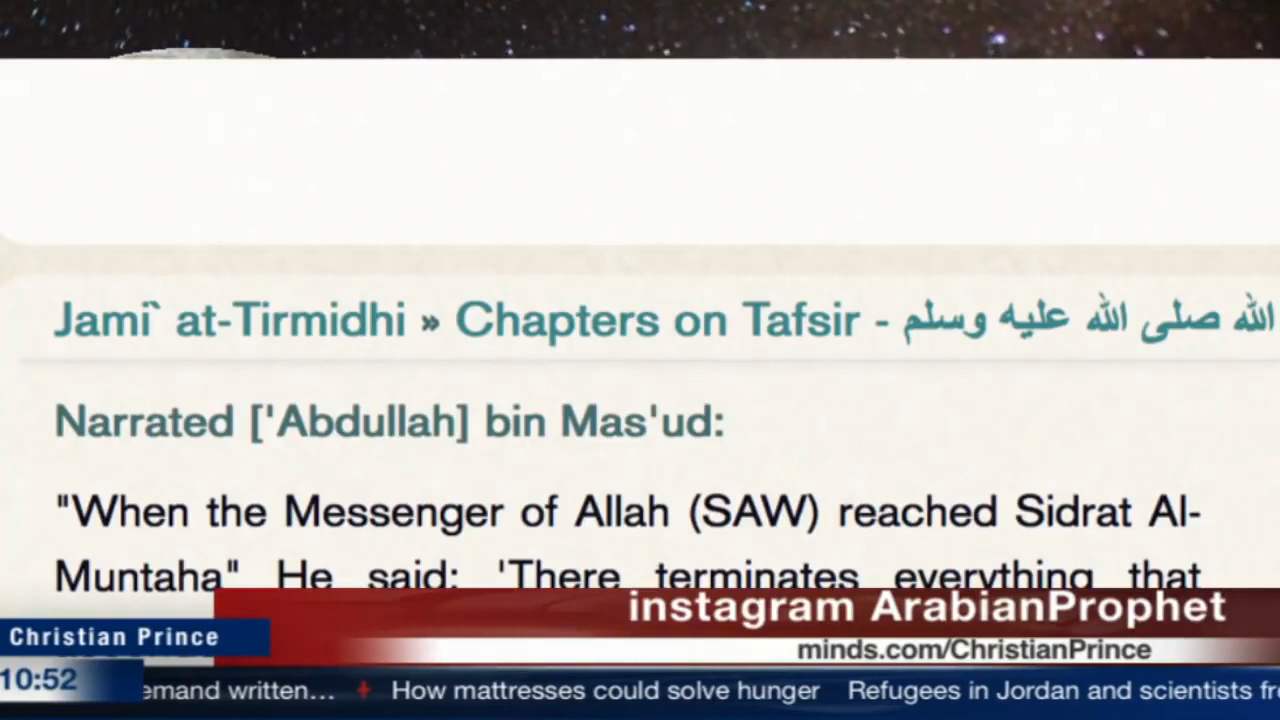 Jami` at-Tirmidhi » Chapters on Tafsir - الله صلى الله عليه وسلم
Narrated ['Abdullah] bin Mas'ud:
"When the Messenger of Allah (SAW) reached Sidrat Al-
Muntaha" He said: 'There terminates everything that
instagram ArabianProphet
Christian Prince
minds.com/ChristianPrince
10:52
emand written... How mattresses could solve hunger Refugees in Jordan and scientists